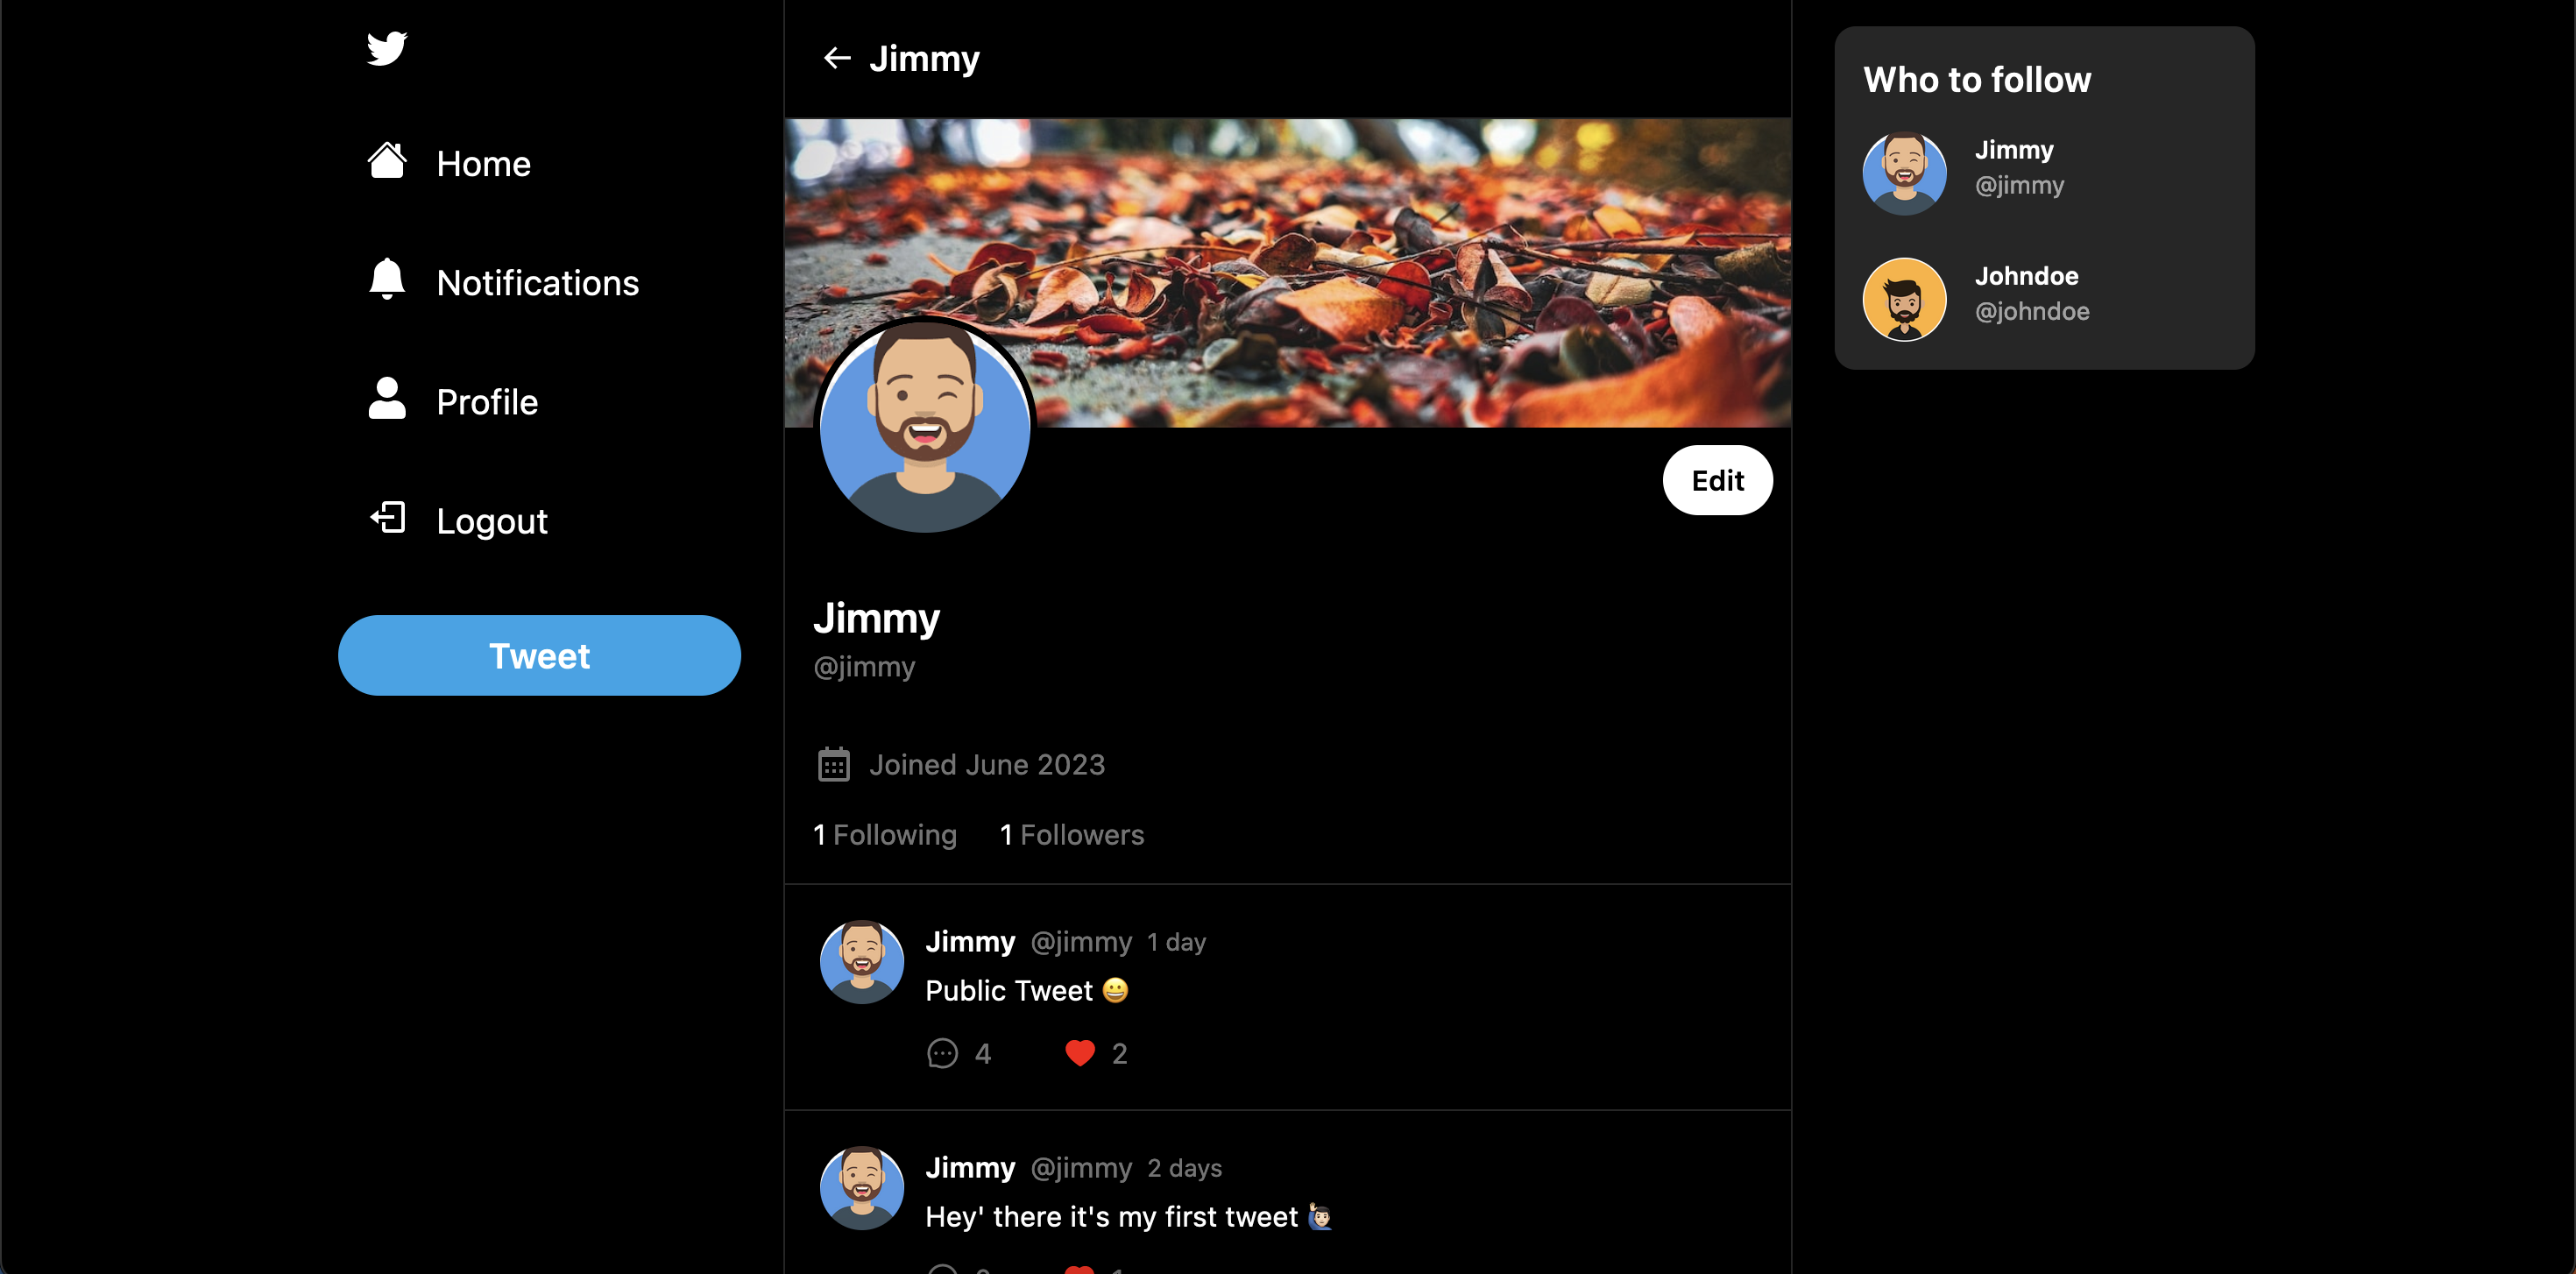 Home
Notifications
Profile
Logout
Tweet
Jimmy
Edit
Jimmy
@jimmy
Joined June 2023
1 Following 1 Followers
Jimmy @jimmy 1 day
Public Tweet 😀
4 2
Jimmy @jimmy 2 days
Hey' there it's my first tweet 🙋🏻‍♂️
Who to follow
Jimmy
@jimmy
Johndoe
@johndoe